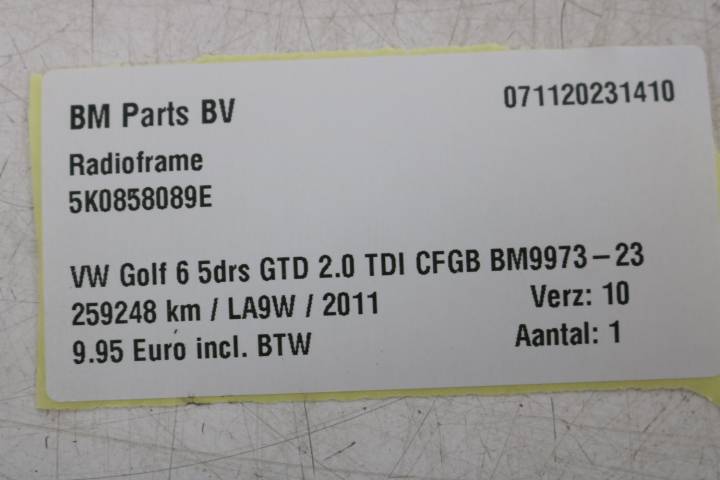 BM Parts BV 071120231410
Radioframe
5K0858089E
VW Golf 6 5drs GTD 2.0 TDI CFGB BM9973-23
259248 km / LA9W / 2011 Verz: 10
9.95 Euro incl. BTW Aantal: 1